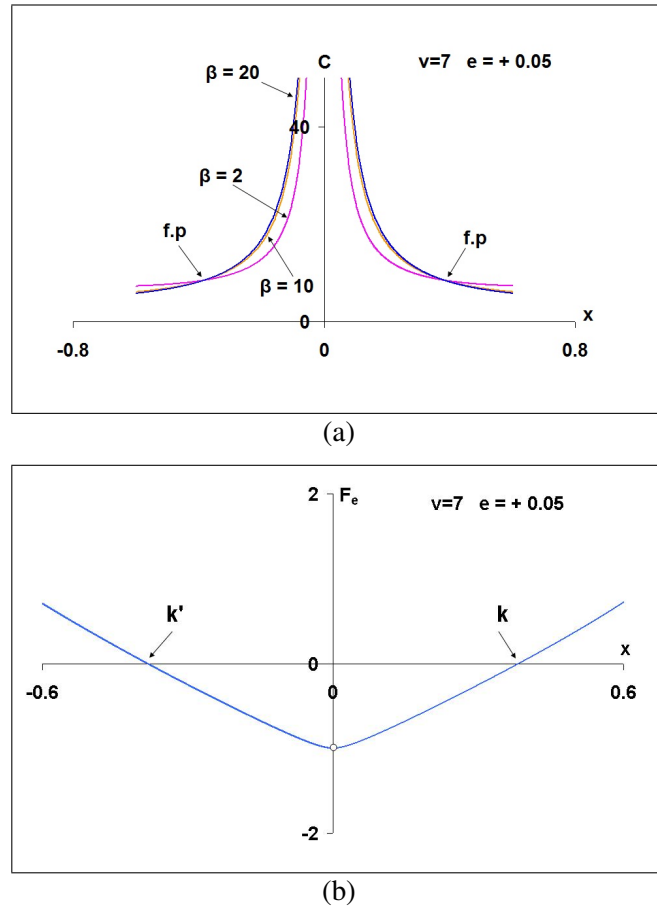 C
v=7 e = + 0.05
β = 20
40
β = 2
f.p
f.p
β = 10
0
x
-0.8
0
0.8
(a)
2
Fₑ
v=7 e = + 0.05
k'
k
x
0
-0.6
0
0.6
-2
(b)